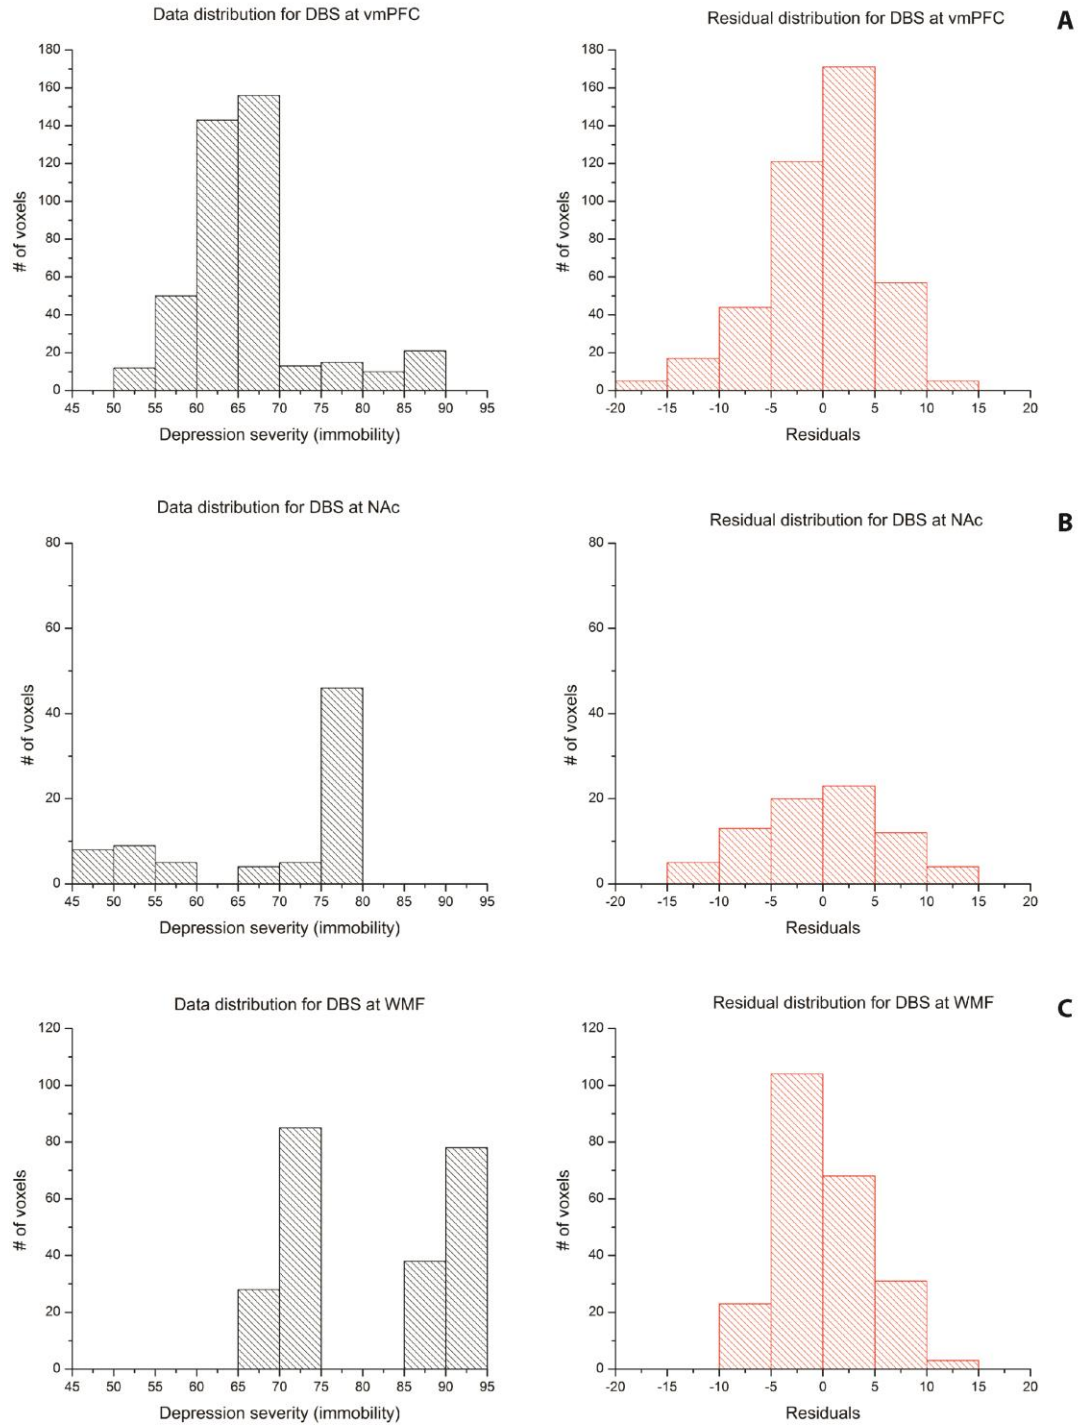 Data distribution for DBS at vmPFC
180
160
140
120
100
80
60
40
20
0
# of voxels
45 50 55 60 65 70 75 80 85 90 95
Depression severity (immobility)
Residual distribution for DBS at vmPFC
A
180
160
140
120
100
80
60
40
20
0
# of voxels
-20 -15 -10 -5 0 5 10 15 20
Residuals
Data distribution for DBS at NAc
80
60
40
20
0
# of voxels
45 50 55 60 65 70 75 80 85 90 95
Depression severity (immobility)
Residual distribution for DBS at NAc
B
80
60
40
20
0
# of voxels
-20 -15 -10 -5 0 5 10 15 20
Residuals
Data distribution for DBS at WMF
120
100
80
60
40
20
0
# of voxels
45 50 55 60 65 70 75 80 85 90 95
Depression severity (immobility)
Residual distribution for DBS at WMF
C
120
100
80
60
40
20
0
# of voxels
-20 -15 -10 -5 0 5 10 15 20
Residuals